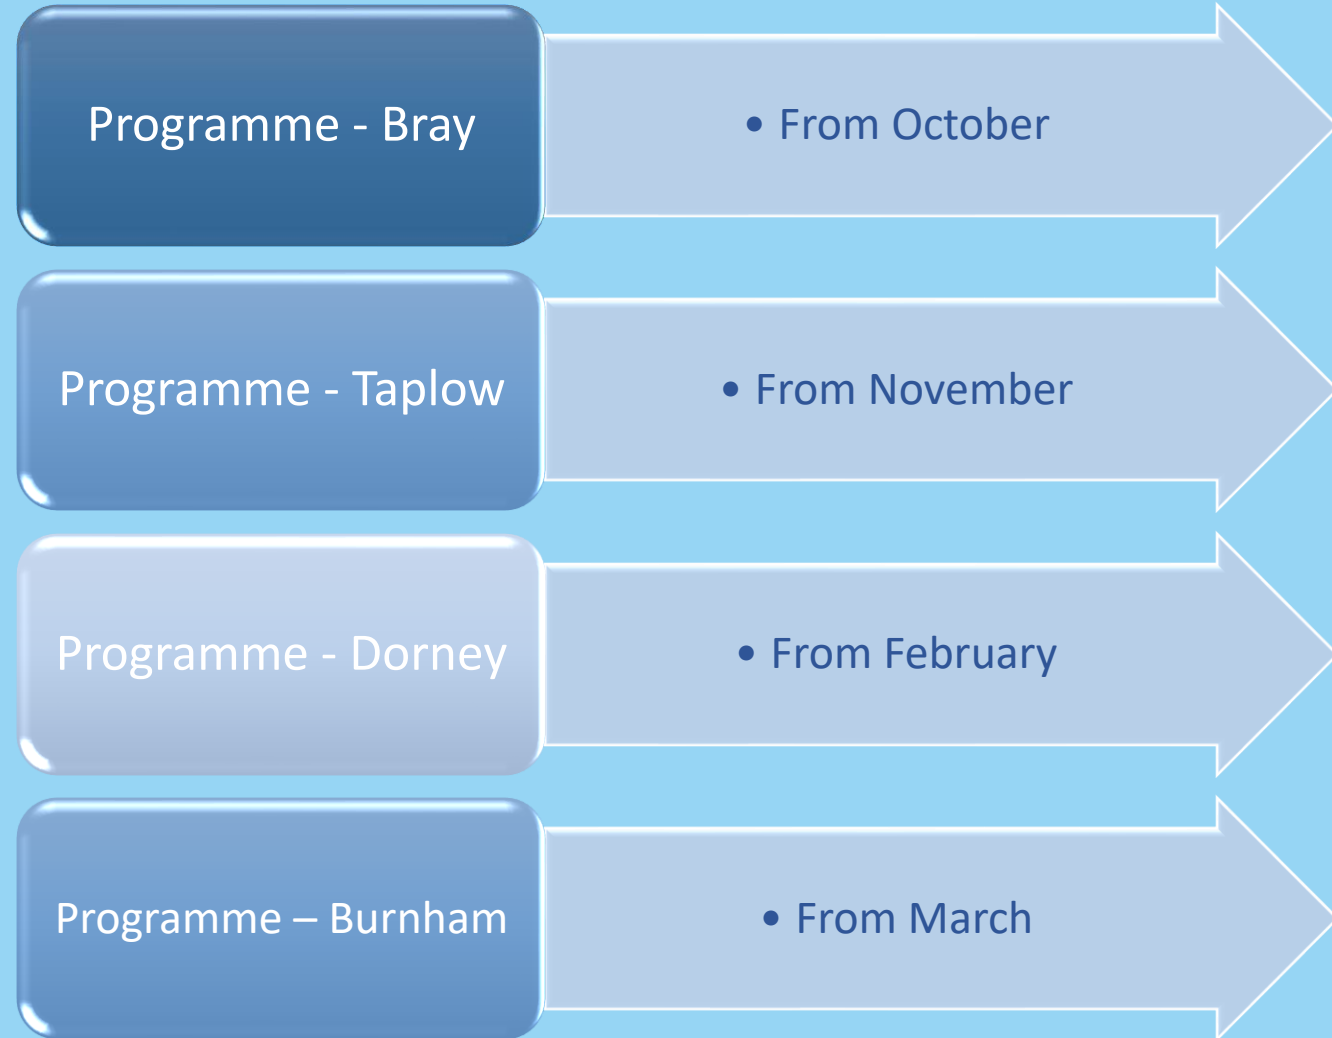 Programme - Bray
• From October
Programme - Taplow
• From November
Programme - Dorney
• From February
Programme – Burnham
• From March